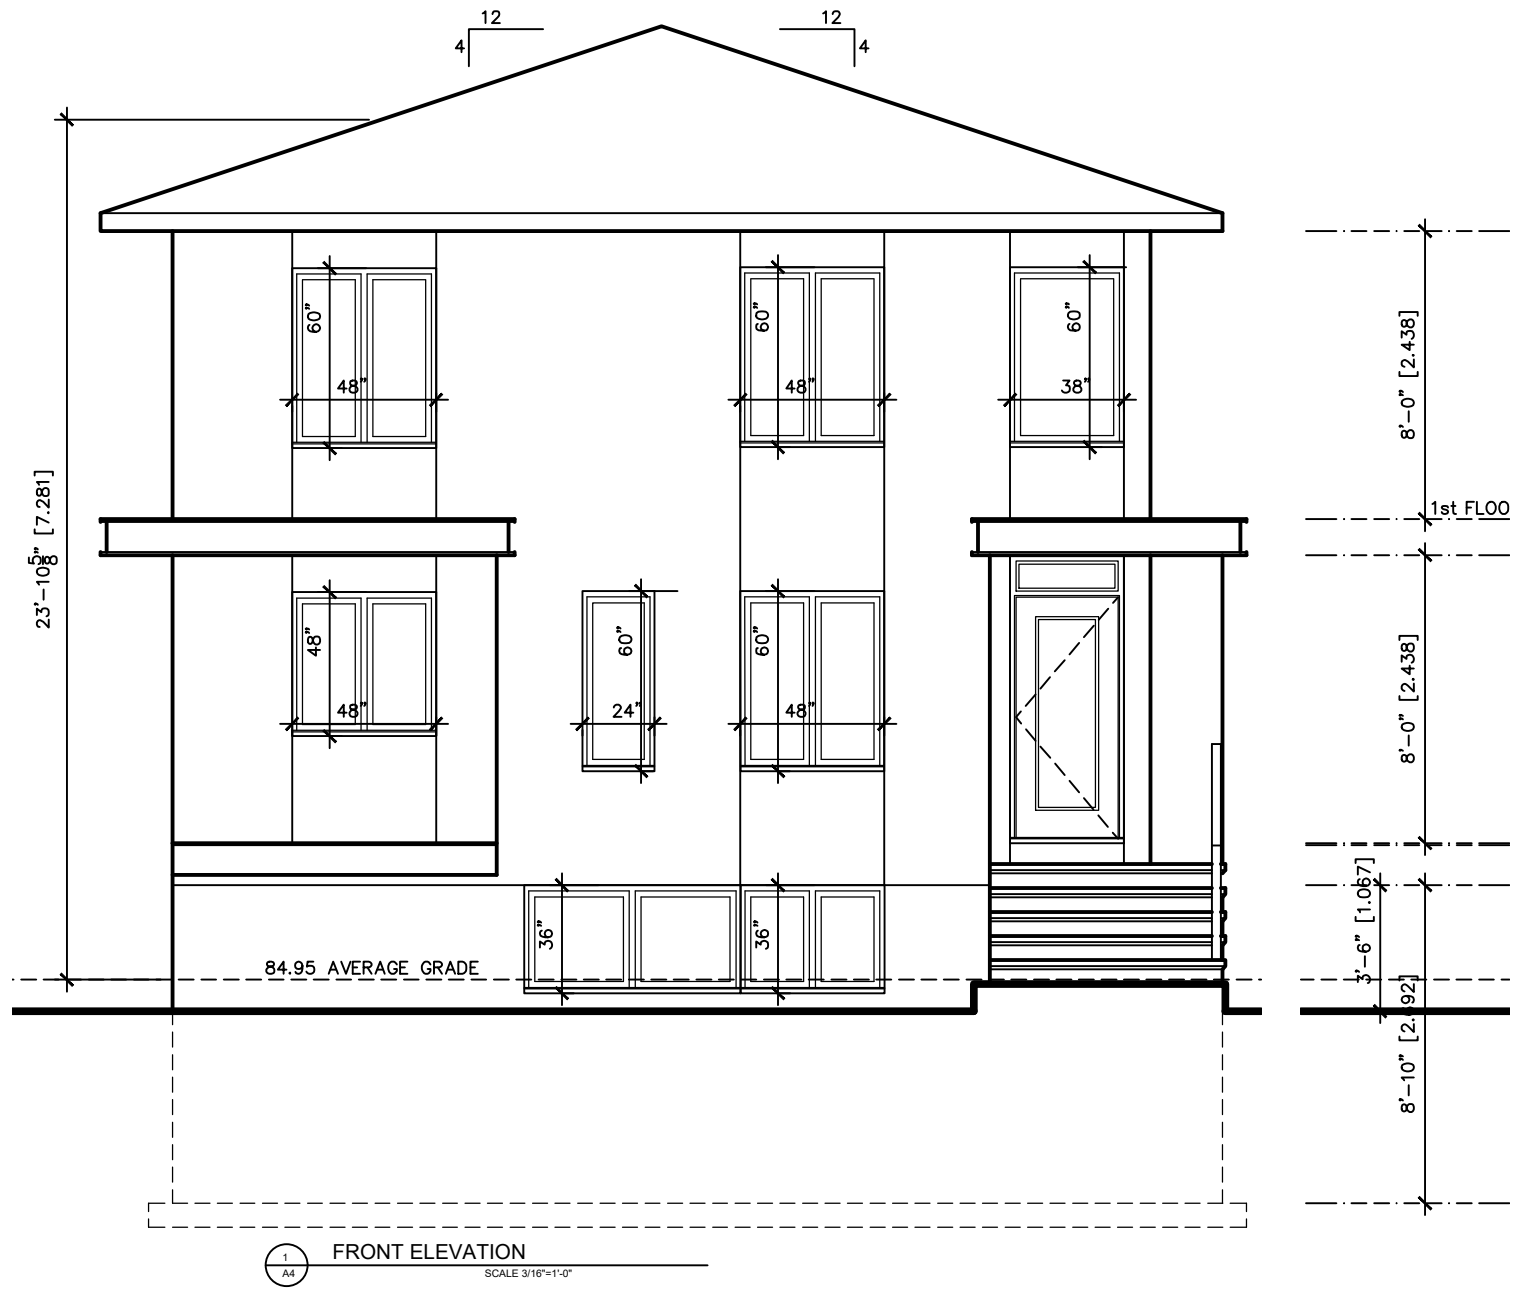 12 12
4 4
60" 60" 60"
48" 48" 38"
8'-0" [2.438]
1st FLOO
23'-10 5/8" [7.281]
48" 60" 60"
48" 24" 48"
8'-0" [2.438]
36" 36"
3'-6" [1.067]
84.95 AVERAGE GRADE
8'-10" [2.692]
1
A4
FRONT ELEVATION
SCALE 3/16"=1'-0"